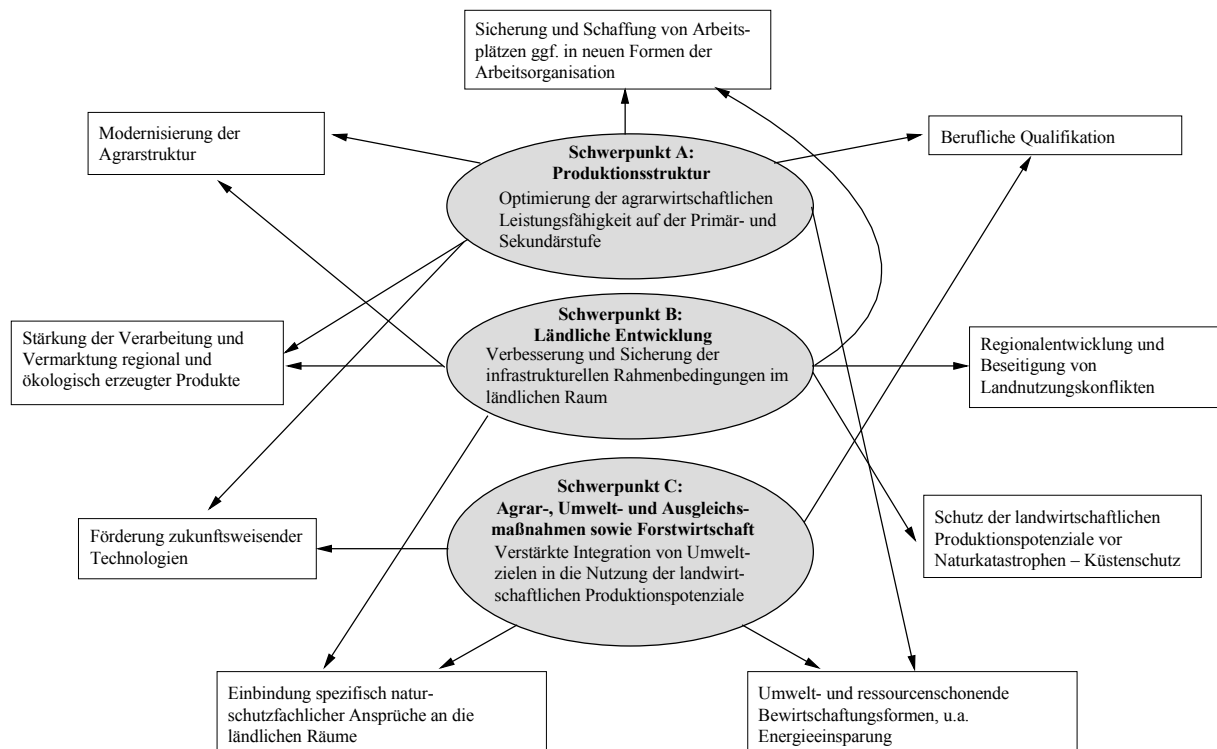 Sicherung und Schaffung von Arbeits-
plätzen ggf. in neuen Formen der
Arbeitsorganisation
Modernisierung der
Agrarstruktur
Berufliche Qualifikation
Schwerpunkt A:
Produktionsstruktur
Optimierung der agrarwirtschaftlichen
Leistungsfähigkeit auf der Primär- und
Sekundärstufe
Stärkung der Verarbeitung und
Vermarktung regional und
ökologisch erzeugter Produkte
Schwerpunkt B:
Ländliche Entwicklung
Verbesserung und Sicherung der
infrastrukturellen Rahmenbedingungen im
ländlichen Raum
Regionalentwicklung und
Beseitigung von
Landnutzungskonflikten
Schwerpunkt C:
Agrar-, Umwelt- und Ausgleichs-
maßnahmen sowie Forstwirtschaft
Verstärkte Integration von Umwelt-
zielen in die Nutzung der landwirt-
schaftlichen Produktionspotenziale
Förderung zukunftsweisender
Technologien
Schutz der landwirtschaftlichen
Produktionspotenziale vor
Naturkatastrophen – Küstenschutz
Einbindung spezifisch natur-
schutzfachlicher Ansprüche an die
ländlichen Räume
Umwelt- und ressourcenschonende
Bewirtschaftungsformen, u.a.
Energieeinsparung